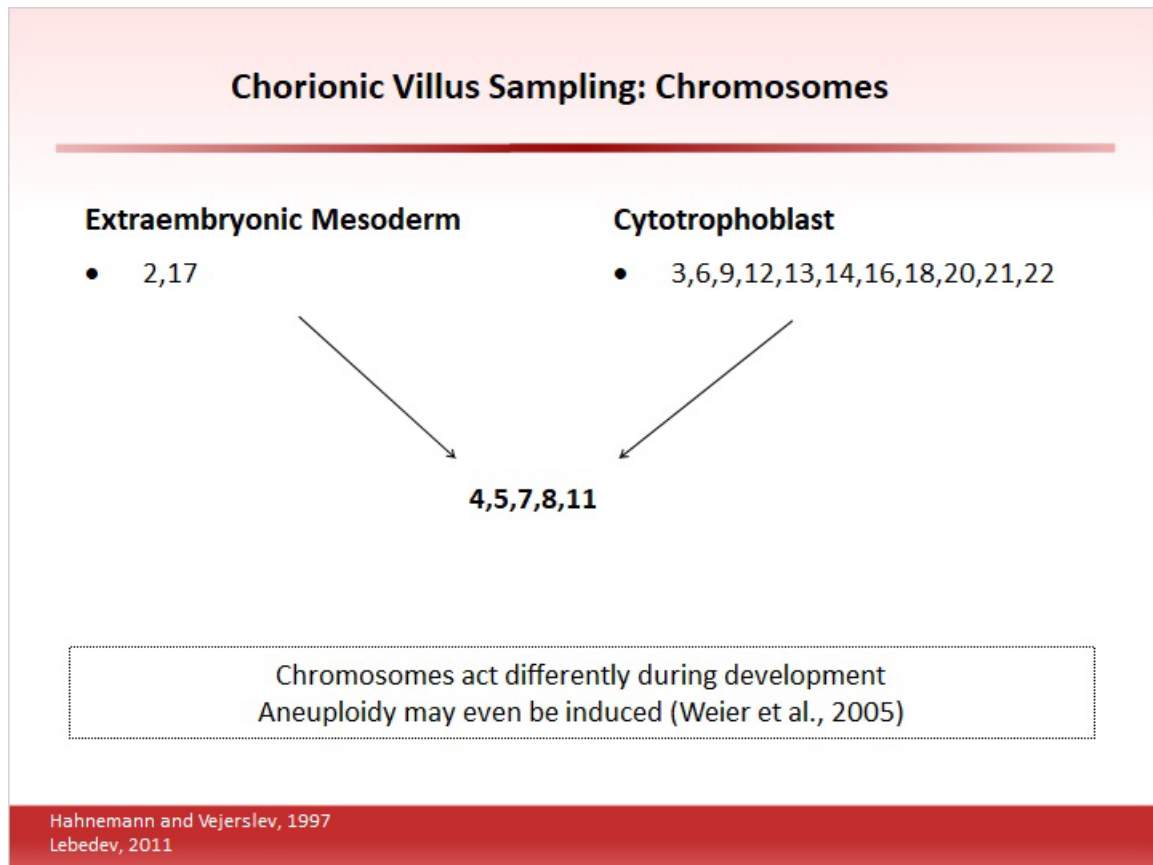 Chorionic Villus Sampling: Chromosomes
Extraembryonic Mesoderm
• 2,17
Cytotrophoblast
• 3,6,9,12,13,14,16,18,20,21,22
4,5,7,8,11
Chromosomes act differently during development
Aneuploidy may even be induced (Weier et al., 2005)
Hahnemann and Vejerslev, 1997
Lebedev, 2011